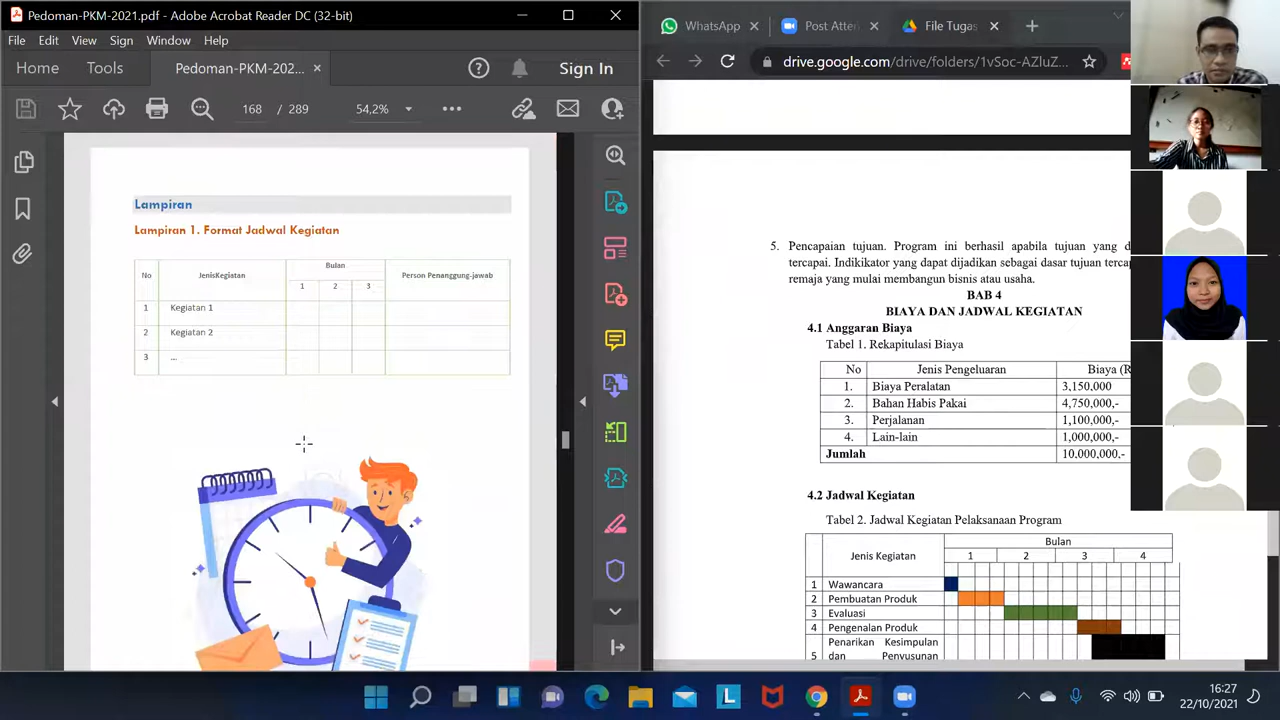 Pedoman-PKM-2021.pdf - Adobe Acrobat Reader DC (32-bit)
File Edit View Sign Window Help
Home Tools Pedoman-PKM-202... Sign In
168 / 289 54,2%
Lampiran
Lampiran 1. Format Jadwal Kegiatan
No JenisKegiatan Bulan Person Penanggung-jawab
1 2 3
1 Kegiatan 1
2 Kegiatan 2
3 ...
WhatsApp Post Atten File Tugas
drive.google.com/drive/folders/1vSoc-AZluZ...
5. Pencapaian tujuan. Program ini berhasil apabila tujuan yang d
tercapai. Indikikator yang dapat dijadikan sebagai dasar tujuan tercap
remaja yang mulai membangun bisnis atau usaha.
BAB 4
BIAYA DAN JADWAL KEGIATAN
4.1 Anggaran Biaya
Tabel 1. Rekapitulasi Biaya
No Jenis Pengeluaran Biaya (R
1. Biaya Peralatan 3,150,000
2. Bahan Habis Pakai 4,750,000,-
3. Perjalanan 1,100,000,-
4. Lain-lain 1,000,000,-
Jumlah 10.000,000,-
4.2 Jadwal Kegiatan
Tabel 2. Jadwal Kegiatan Pelaksanaan Program
Jenis Kegiatan Bulan
1 2 3 4
1 Wawancara
2 Pembuatan Produk
3 Evaluasi
4 Pengenalan Produk
Penarikan Kesimpulan
5 dan Penyusunan
16:27
22/10/2021